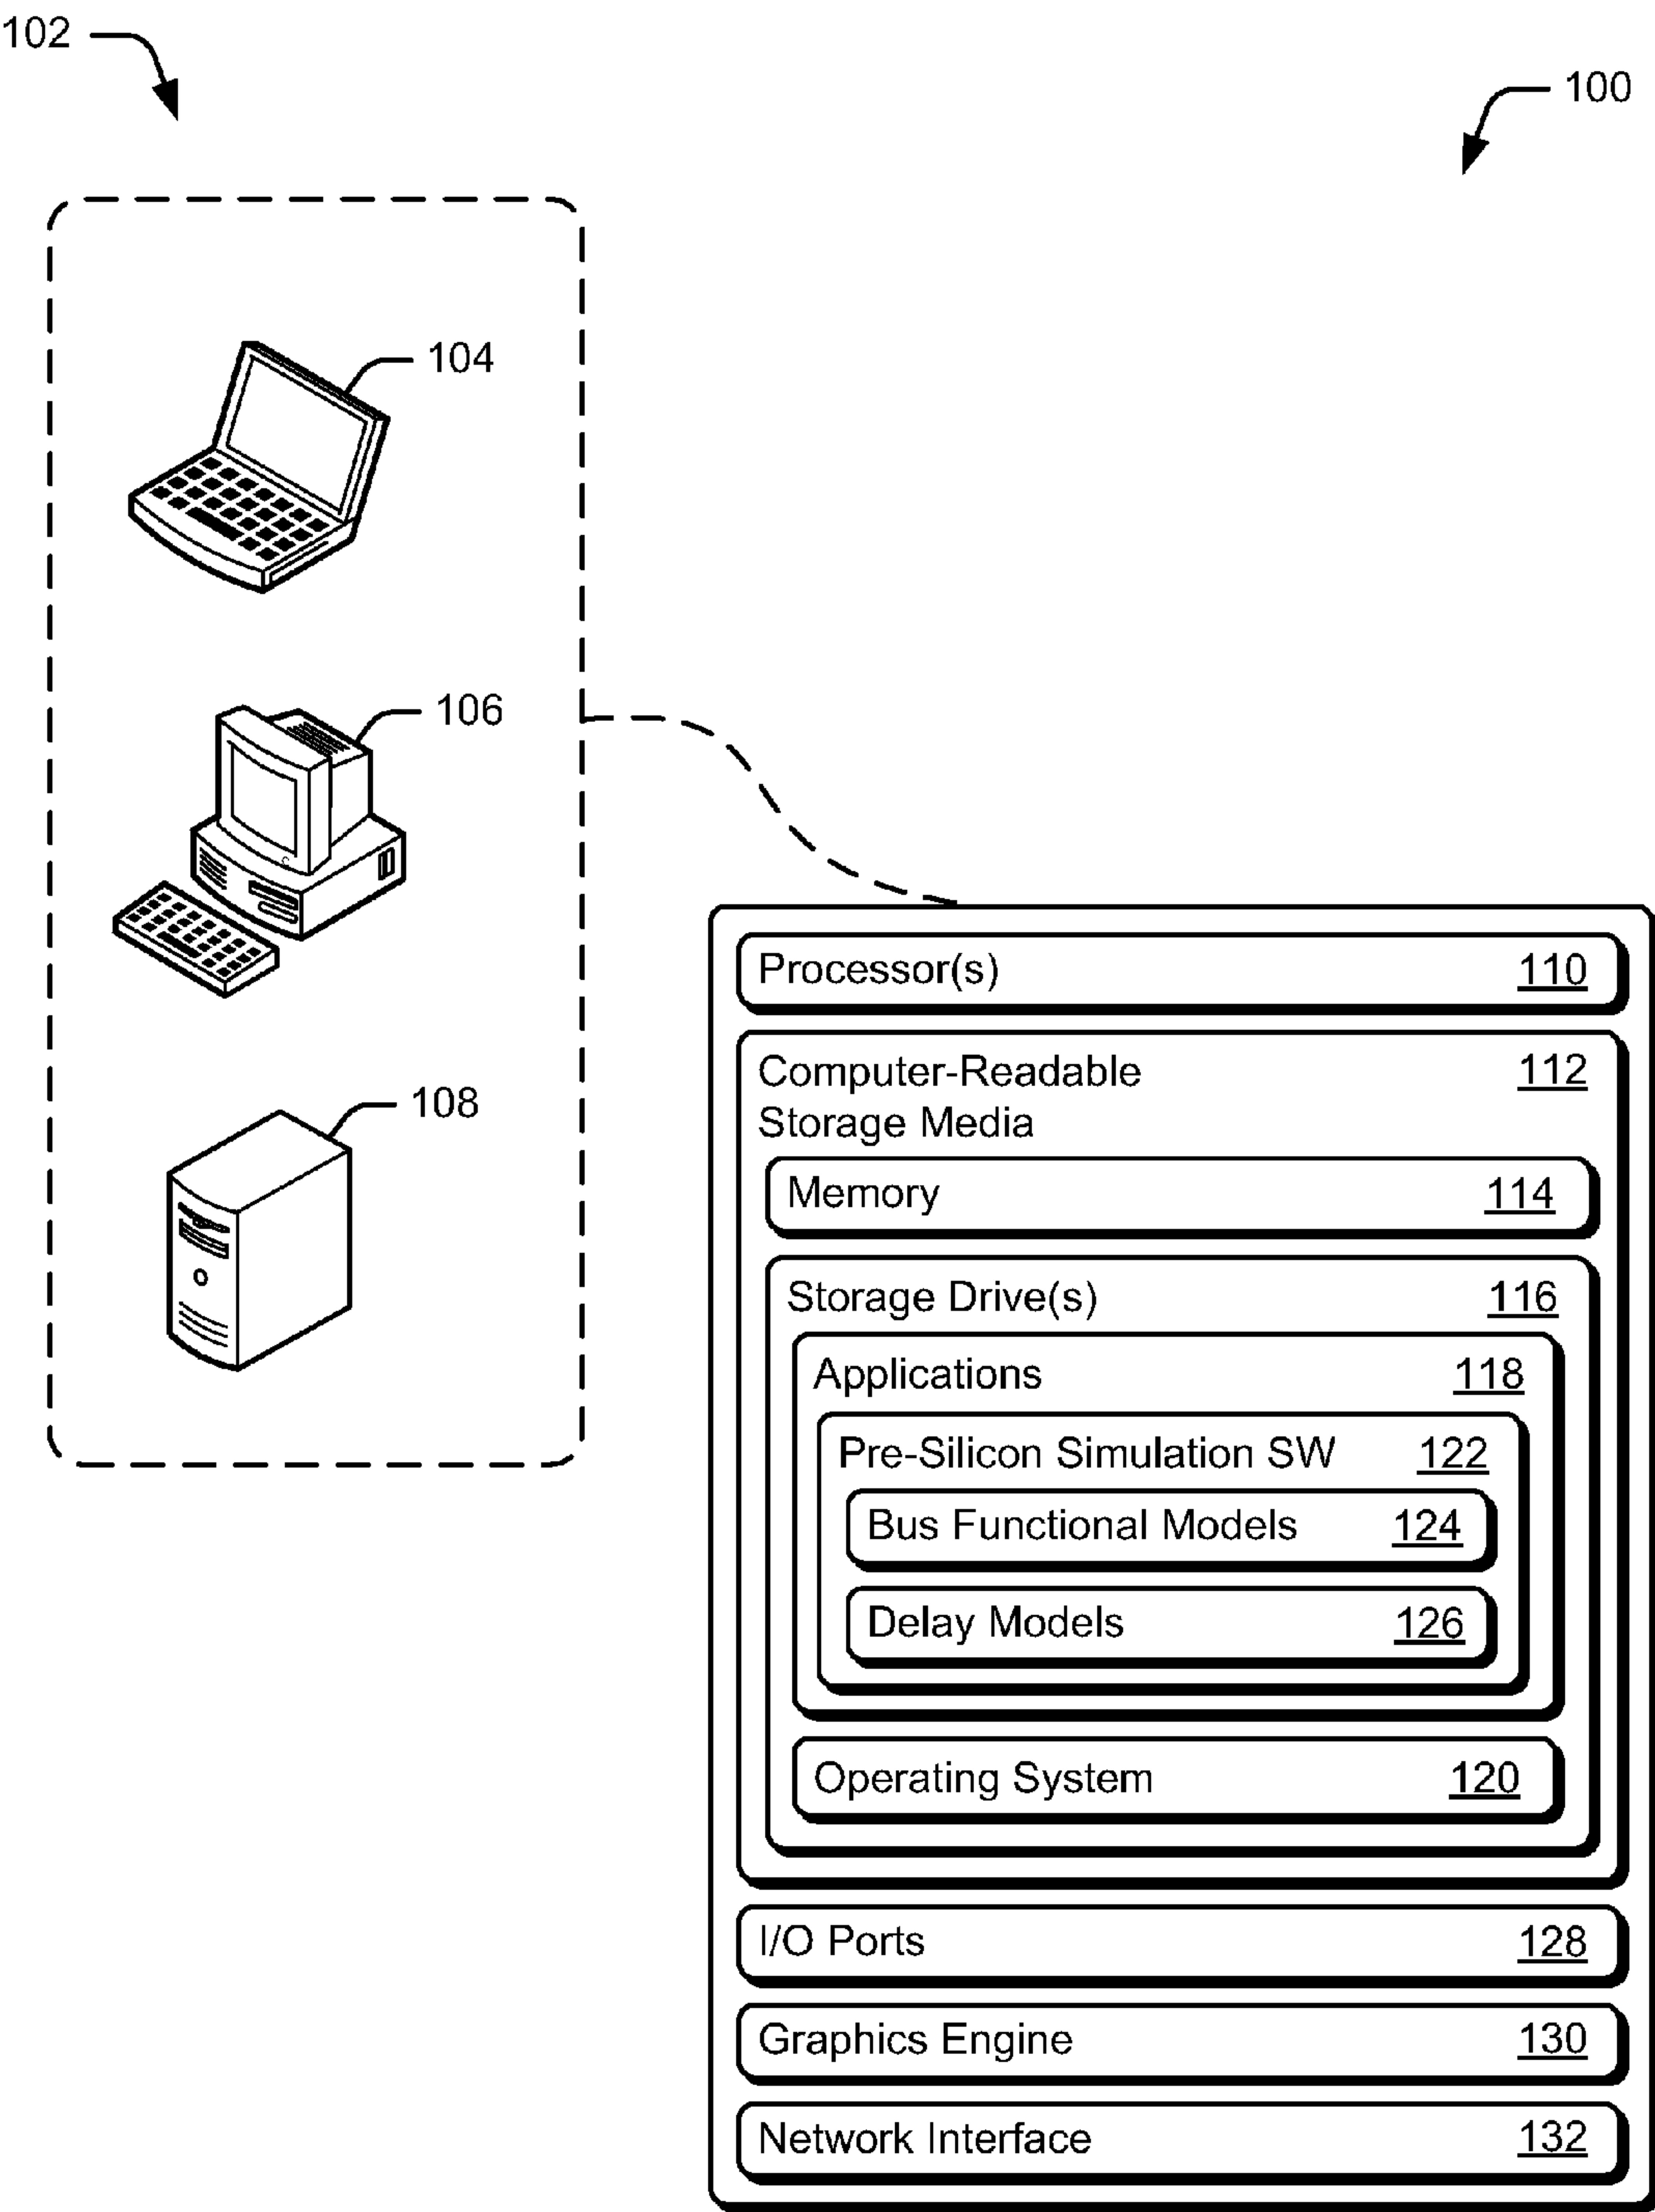 102
100
104
106
108
Processor(s) 110
Computer-Readable 112
Storage Media
Memory 114
Storage Drive(s) 116
Applications 118
Pre-Silicon Simulation SW 122
Bus Functional Models 124
Delay Models 126
Operating System 120
I/O Ports 128
Graphics Engine 130
Network Interface 132